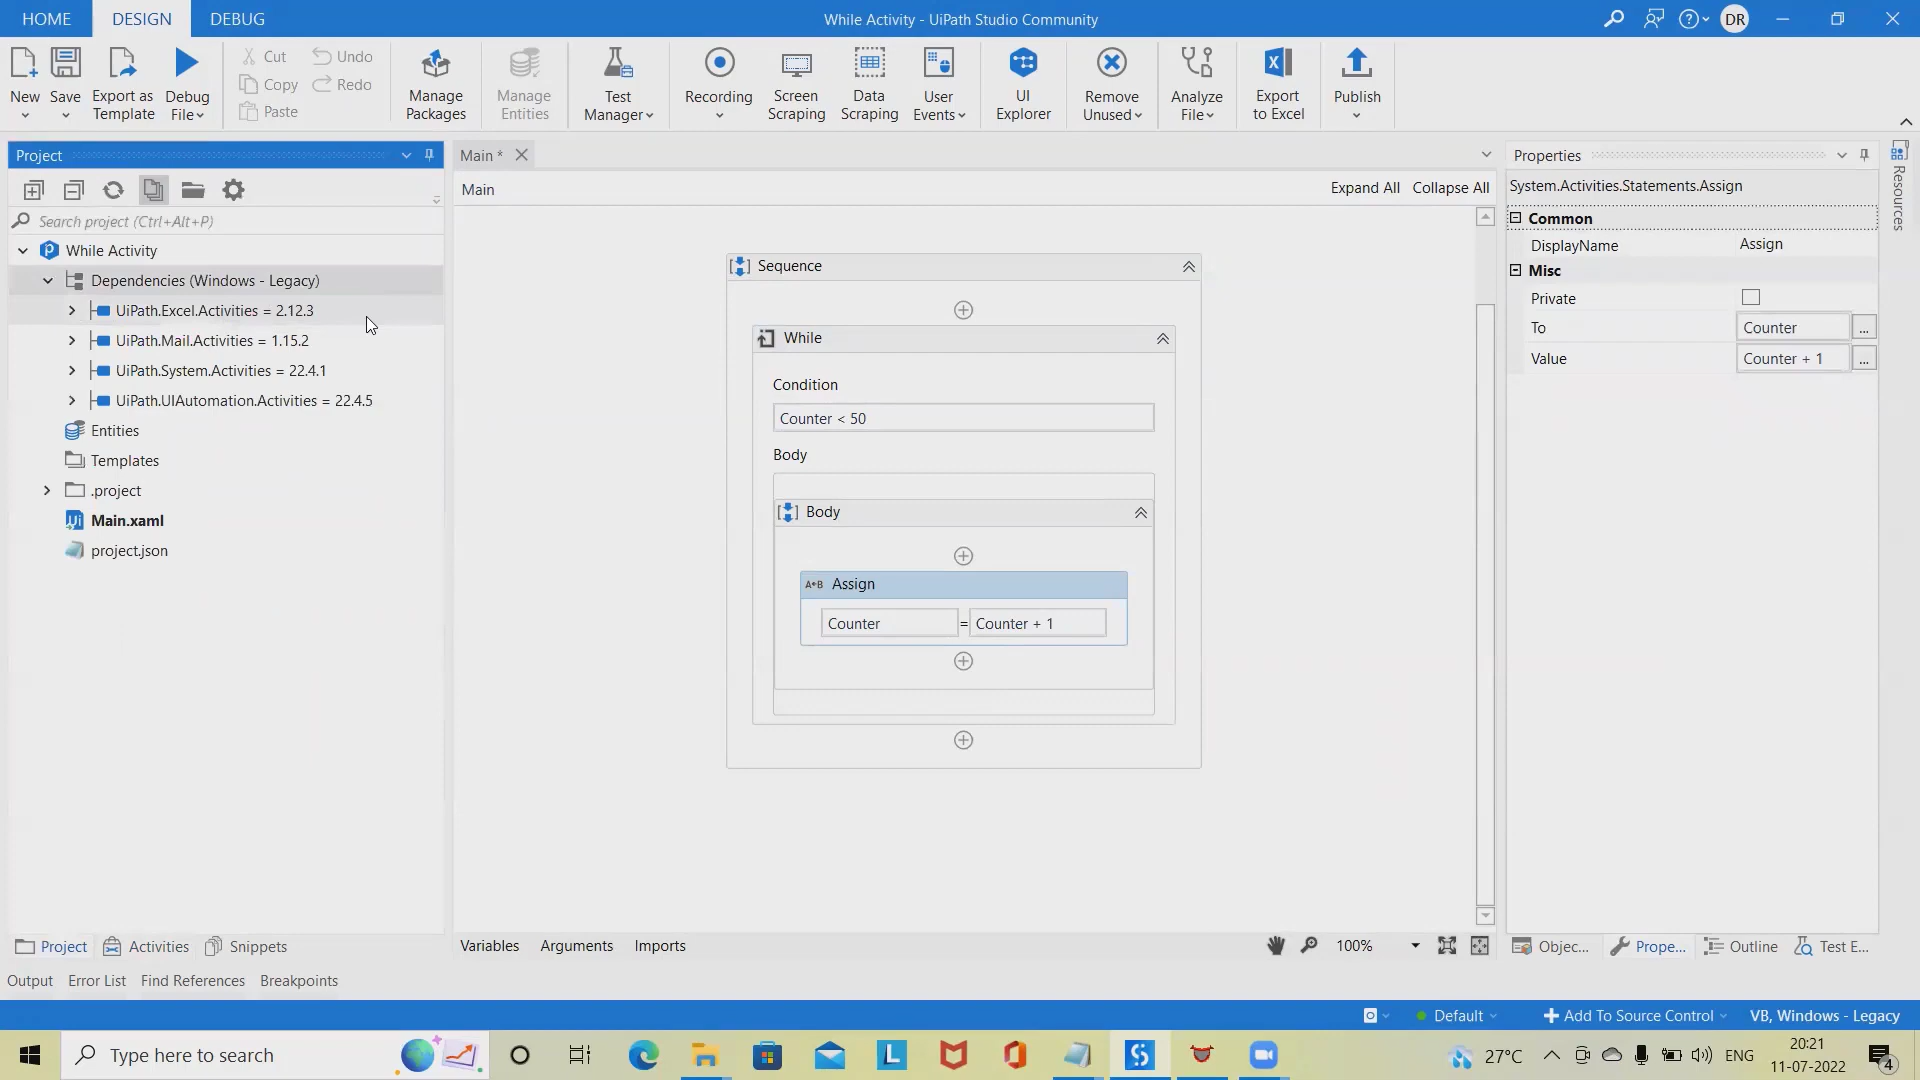 HOME DESIGN DEBUG While Activity - UiPath Studio Community DR
New Save Export as Template Debug File Cut Copy Paste Undo Redo Manage Packages Manage Entities Test Manager Recording Screen Scraping Data Scraping User Events UI Explorer Remove Unused Analyze File Export to Excel Publish
Project
Search project (Ctrl+Alt+P)
While Activity
Dependencies (Windows - Legacy)
UiPath.Excel.Activities = 2.12.3
UiPath.Mail.Activities = 1.15.2
UiPath.System.Activities = 22.4.1
UiPath.UIAutomation.Activities = 22.4.5
Entities
Templates
.project
Main.xaml
project.json
Main *
Main Expand All Collapse All
Sequence
While
Condition
Counter < 50
Body
Body
A+B Assign
Counter = Counter + 1
Properties
System.Activities.Statements.Assign
Common
DisplayName Assign
Misc
Private
To Counter ...
Value Counter + 1 ...
Resources
Project Activities Snippets
Variables Arguments Imports 100%
Objec... Prope... Outline Test E...
Output Error List Find References Breakpoints
Default Add To Source Control VB, Windows - Legacy
Type here to search
27°C ENG
20:21
11-07-2022
4